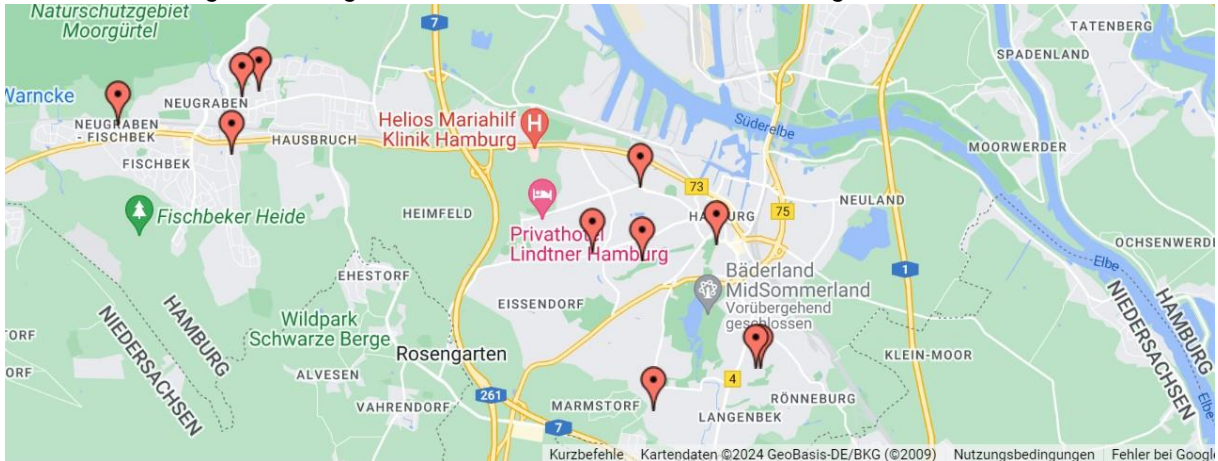 Naturschutzgebiet
Moorgürtel
7
TATENBERG
SPADENLAND
Warncke
NEUGRABEN
NEUGRABEN
- FISCHBEK
HAUSBRUCH
FISCHBEK
Helios Mariahilf
Klinik Hamburg
H
Süderelbe
MOORWERDER
73
75
NEULAND
Fischbeker Heide
HEIMFELD
Privathotel
Lindtner Hamburg
OCHSENWERDE
Elbe
1
EHESTORF
EISSENDORF
Bäderland
MidSommerland
Vorübergehend
geschlossen
NIEDERSACHSEN
HAMBURG
HAMBURG
NIEDERSACHSEN
Wildpark
Schwarze Berge
Rosengarten
KLEIN-MOOR
ORF
ORF
ALVESEN
4
VAHRENDORF
261
7
MARMSTORF
LANGENBEK
RÖNNEBURG
Elbe
Kurzbefehle Kartendaten ©2024 GeoBasis-DE/BKG (©2009) Nutzungsbedingungen Fehler bei Google